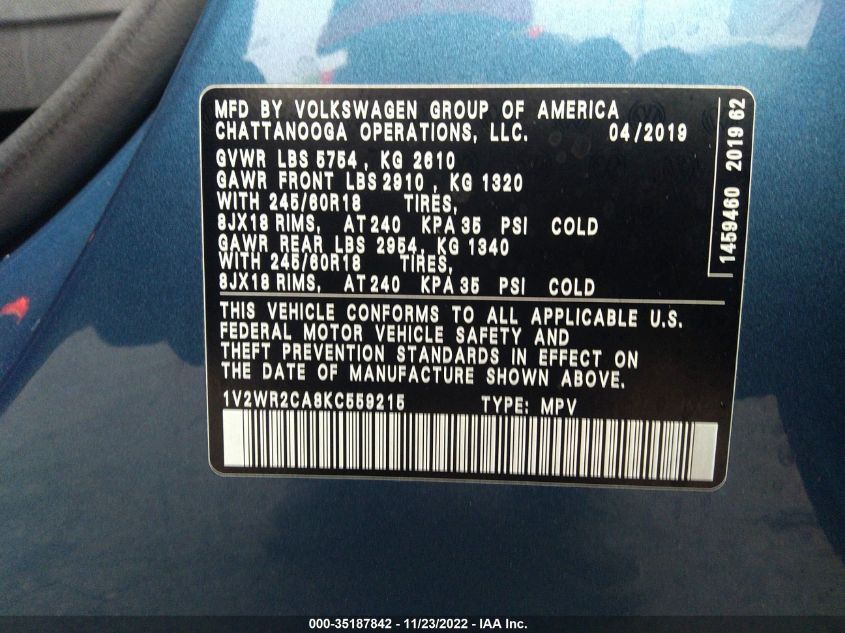 MFD BY VOLKSWAGEN GROUP OF AMERICA
CHATTANOOGA OPERATIONS, LLC. 04/2019
GVWR LBS 5754, KG 2610
GAWR FRONT LBS 2910, KG 1320
WITH 245/60R18 TIRES,
8JX18 RIMS, AT 240 KPA 35 PSI COLD
GAWR REAR LBS 2954, KG 1340
WITH 245/60R18 TIRES,
8JX18 RIMS, AT 240 KPA 35 PSI COLD
THIS VEHICLE CONFORMS TO ALL APPLICABLE U.S.
FEDERAL MOTOR VEHICLE SAFETY AND
THEFT PREVENTION STANDARDS IN EFFECT ON
THE DATE OF MANUFACTURE SHOWN ABOVE.
1V2WR2CA8KC559215 TYPE: MPV
1459460 2019 62
000-35187842 - 11/23/2022 - IAA Inc.